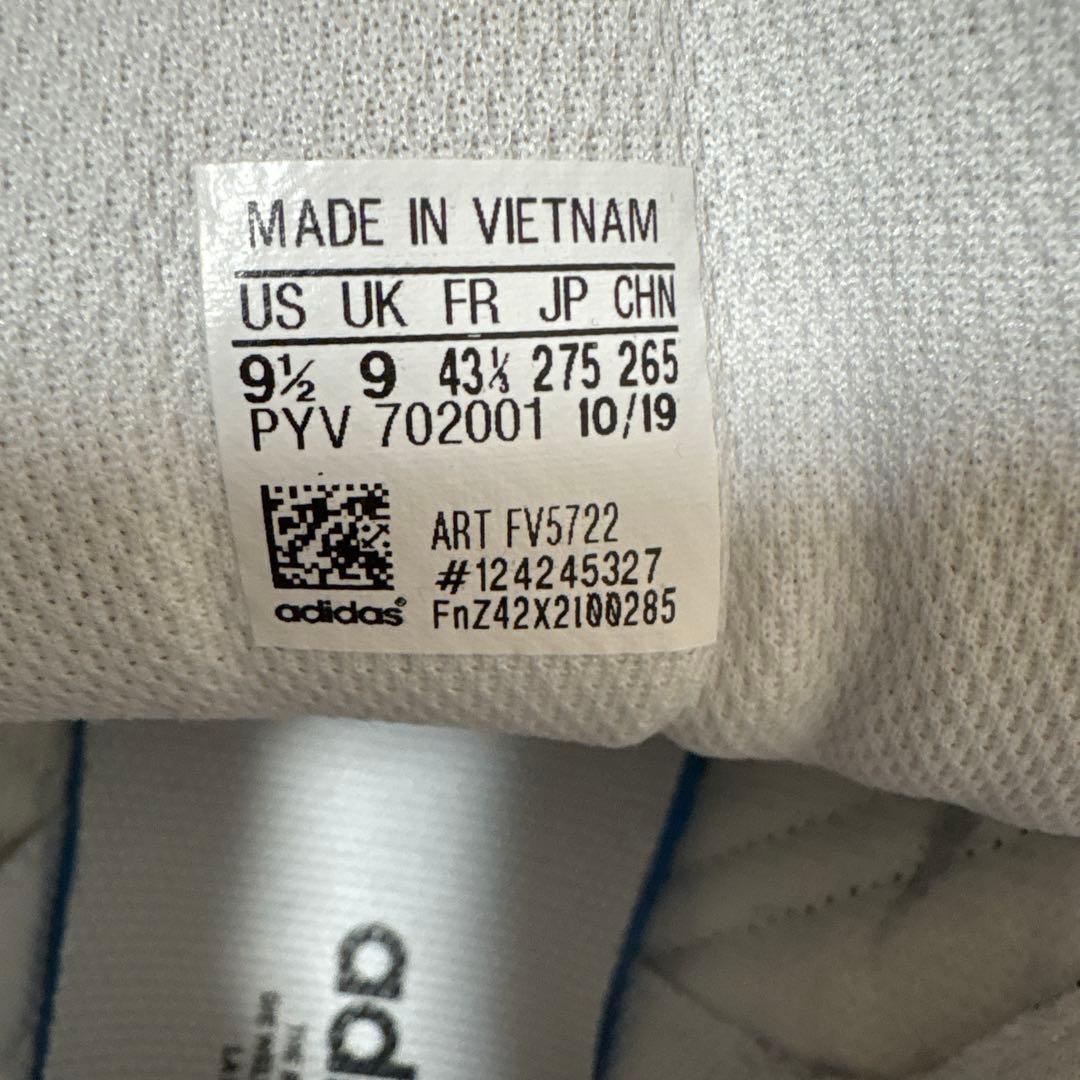 MADE IN VIETNAM
US UK FR JP CHN
9½ 9 43⅓ 275 265
PYV 702001 10/19
ART FV5722
#124245327
adidas® FnZ42X2100285